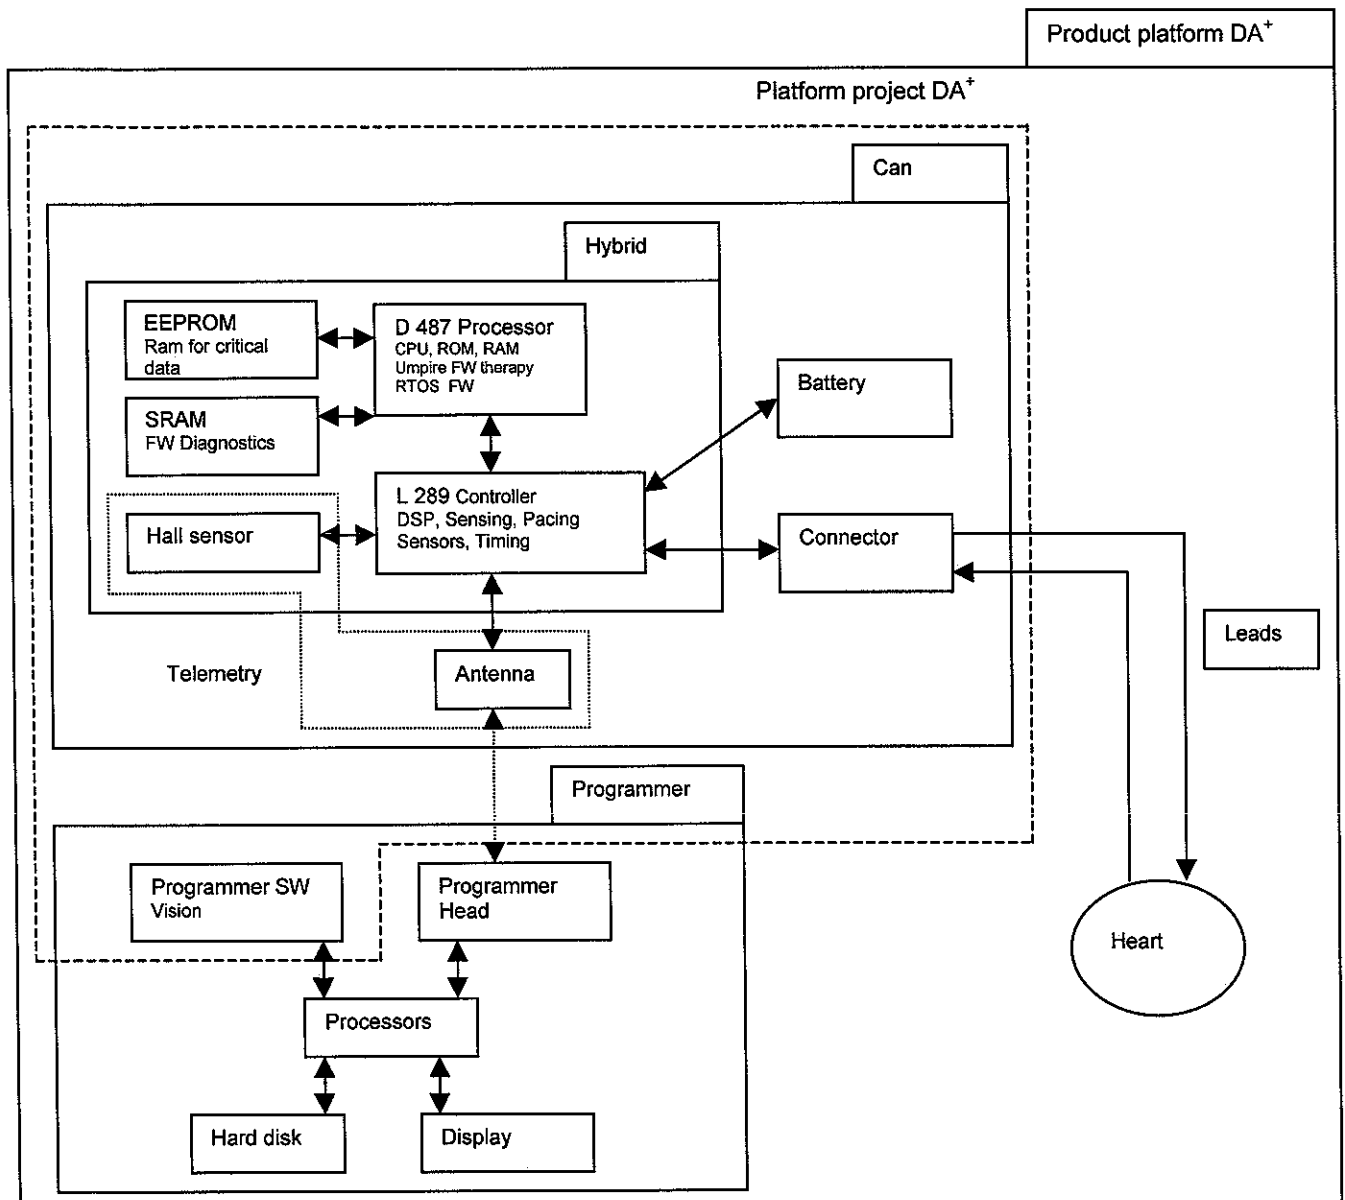 Product platform DA+
Platform project DA+
Can
Hybrid
EEPROM
Ram for critical
data
D 487 Processor
CPU, ROM, RAM
Umpire FW therapy
RTOS FW
Battery
SRAM
FW Diagnostics
L 289 Controller
DSP, Sensing, Pacing
Sensors, Timing
Hall sensor
Connector
Leads
Telemetry
Antenna
Programmer
Programmer SW
Vision
Programmer
Head
Heart
Processors
Hard disk
Display